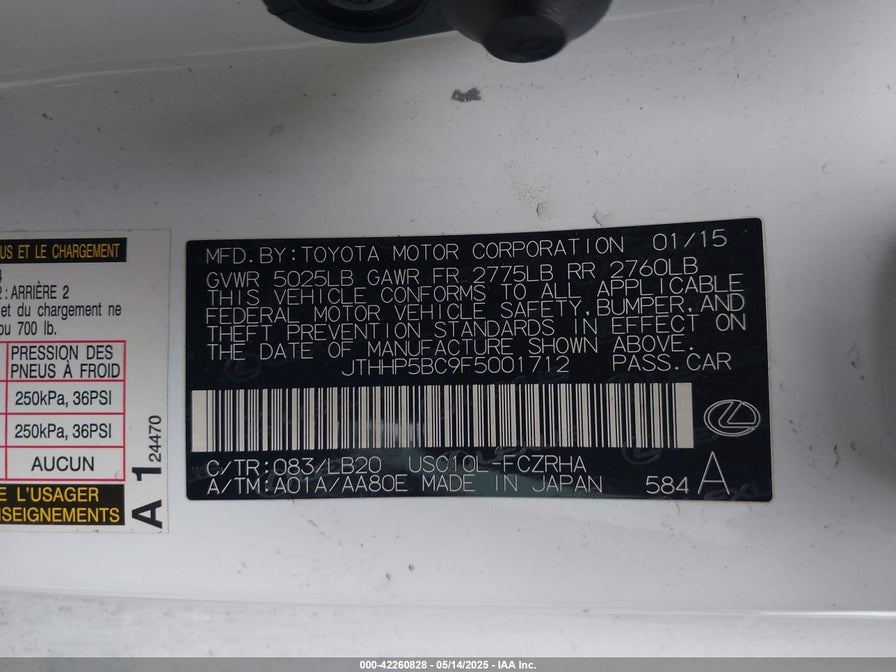 US ET LE CHARGEMENT
4
2 : ARRIÈRE 2
et du chargement ne
ou 700 lb.
PRESSION DES
PNEUS À FROID
250kPa, 36PSI
250kPa, 36PSI
AUCUN
E L'USAGER
NSEIGNEMENTS
A 1 24470
MFD. BY: TOYOTA MOTOR CORPORATION 01/15
GVWR 5025LB GAWR FR 2775LB RR 2760LB
THIS VEHICLE CONFORMS TO ALL APPLICABLE
FEDERAL MOTOR VEHICLE SAFETY, BUMPER, AND
THEFT PREVENTION STANDARDS IN EFFECT ON
THE DATE OF MANUFACTURE SHOWN ABOVE.
JTHHP5BC9F5001712 PASS.CAR
C/TR: 083/LB20 USC10L-FCZRHA
A/TM: A01A/AA80E MADE IN JAPAN 584 A
000-42260828 - 05/14/2025 - IAA Inc.